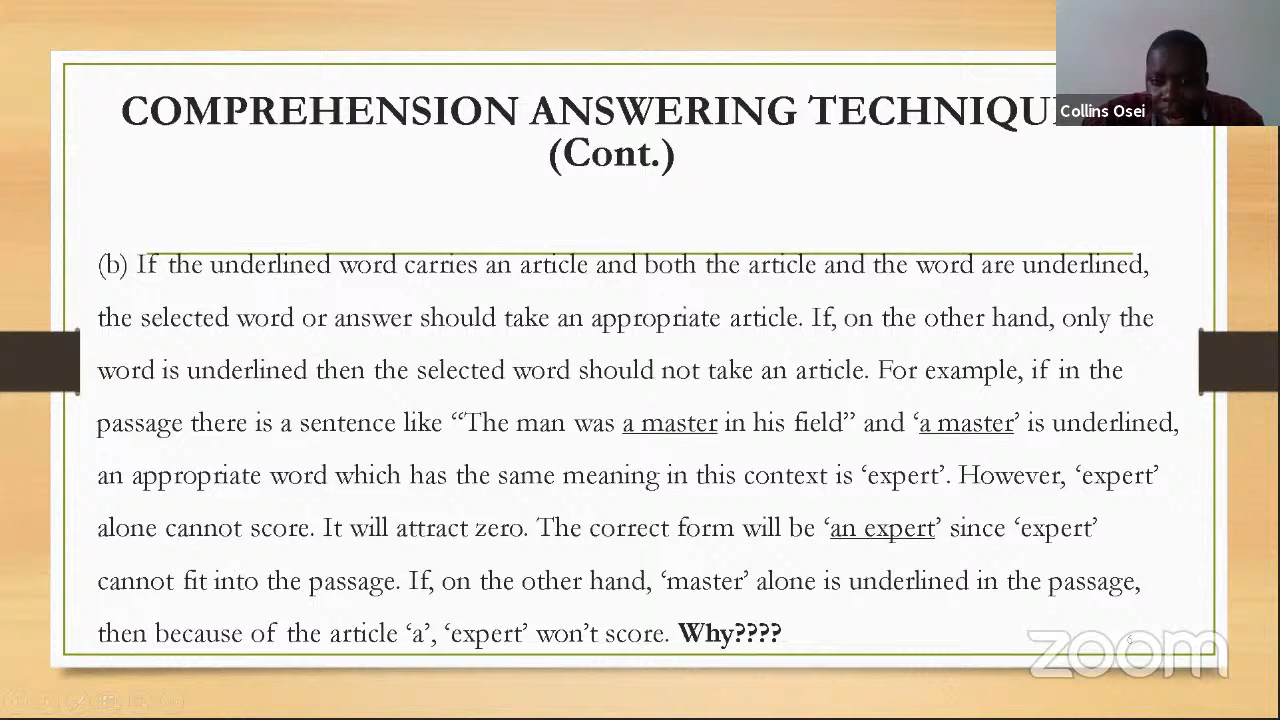 COMPREHENSION ANSWERING TECHNIQU
(Cont.)
Collins Osei
(b) If the underlined word carries an article and both the article and the word are underlined,
the selected word or answer should take an appropriate article. If, on the other hand, only the
word is underlined then the selected word should not take an article. For example, if in the
passage there is a sentence like “The man was a master in his field” and ‘a master’ is underlined,
an appropriate word which has the same meaning in this context is ‘expert’. However, ‘expert’
alone cannot score. It will attract zero. The correct form will be ‘an expert’ since ‘expert’
cannot fit into the passage. If, on the other hand, ‘master’ alone is underlined in the passage,
then because of the article ‘a’, ‘expert’ won’t score. Why????
6
zoom